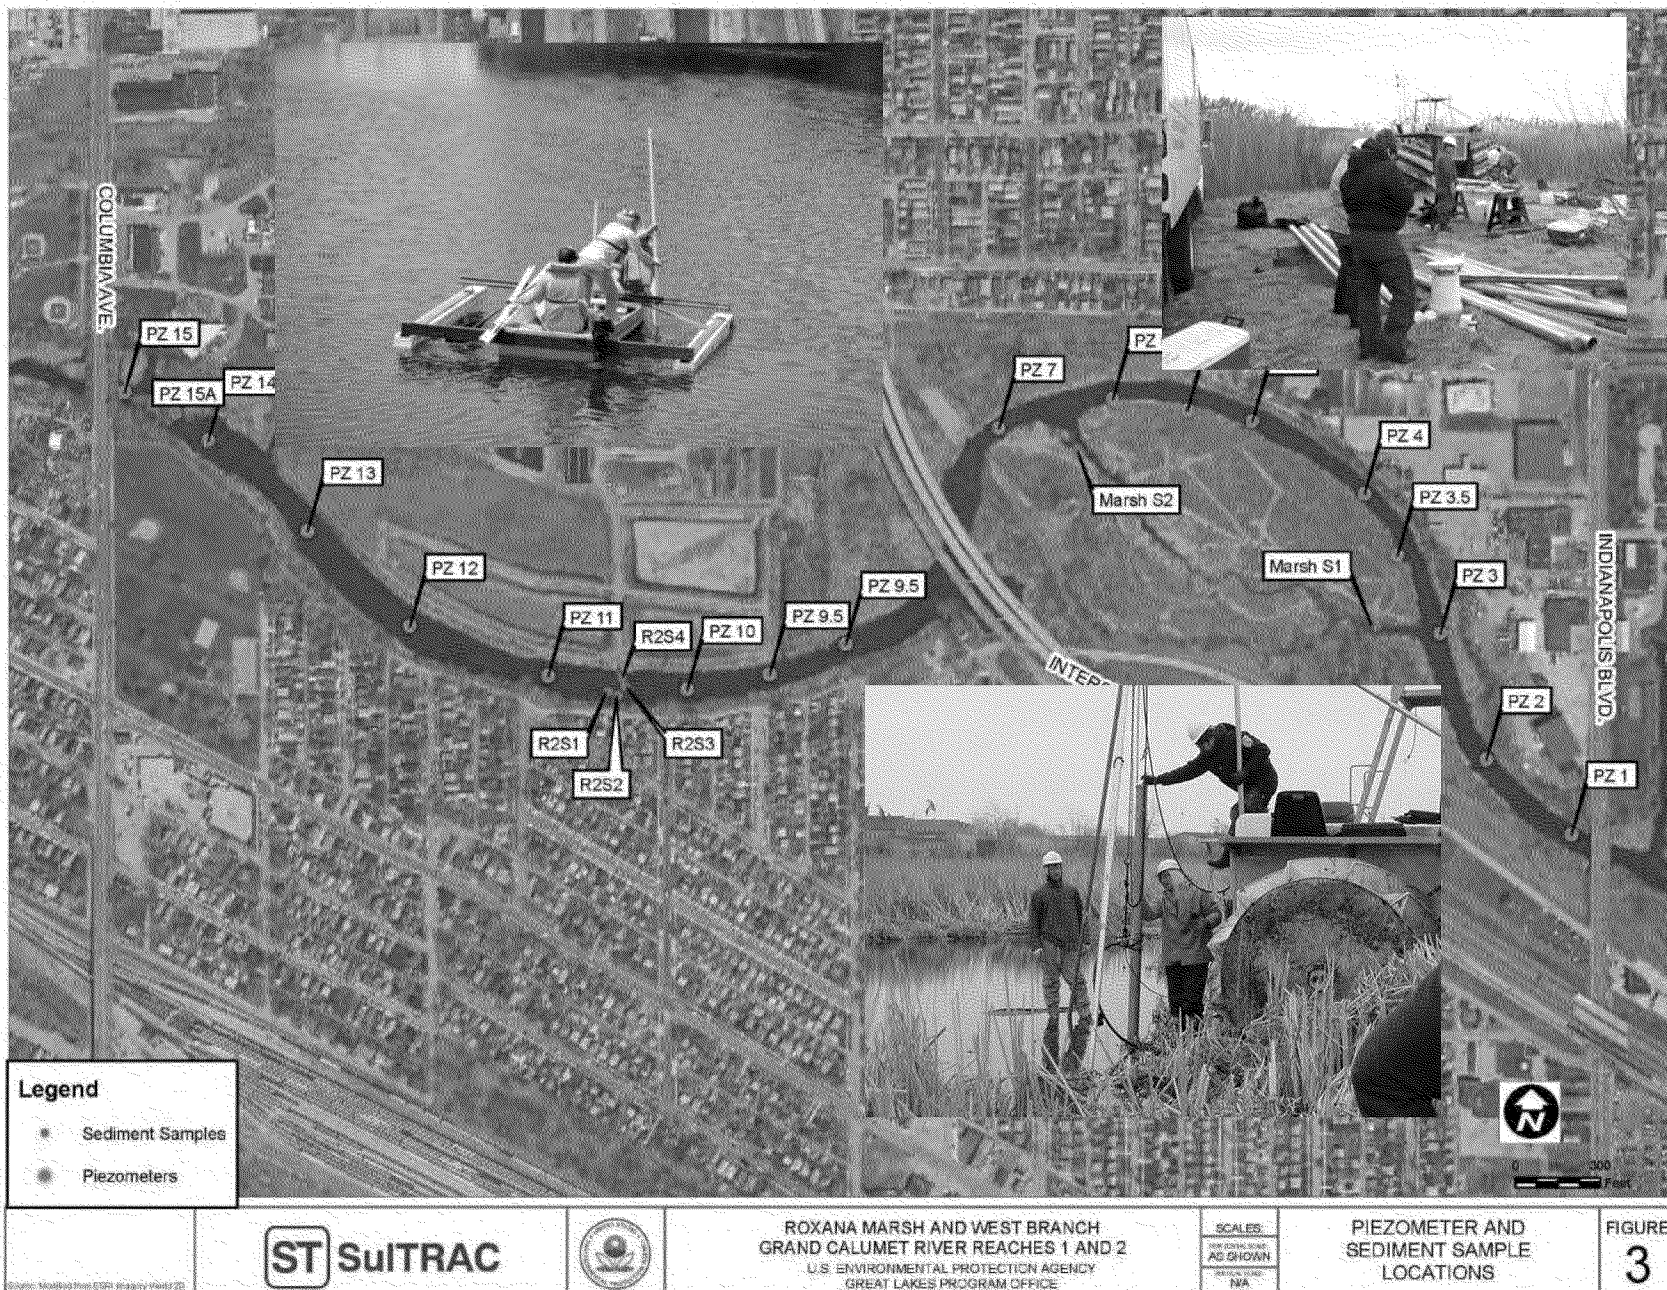 COLUMBIA AVE.
PZ 15
PZ 15A
PZ 14
PZ 13
PZ 12
PZ 11
R2S4
PZ 10
PZ 9.5
PZ 9.5
R2S1
R2S2
R2S3
PZ 7
PZ
Marsh S2
PZ 4
PZ 3.5
Marsh S1
PZ 3
PZ 2
PZ 1
INDIANAPOLIS BLVD.
INTERS
Legend
Sediment Samples
Piezometers
N
0 300
Feet
ST SulTRAC
ROXANA MARSH AND WEST BRANCH
GRAND CALUMET RIVER REACHES 1 AND 2
U.S. ENVIRONMENTAL PROTECTION AGENCY
GREAT LAKES PROGRAM OFFICE
SCALES:
AS SHOWN
N/A
PIEZOMETER AND
SEDIMENT SAMPLE
LOCATIONS
FIGURE
3